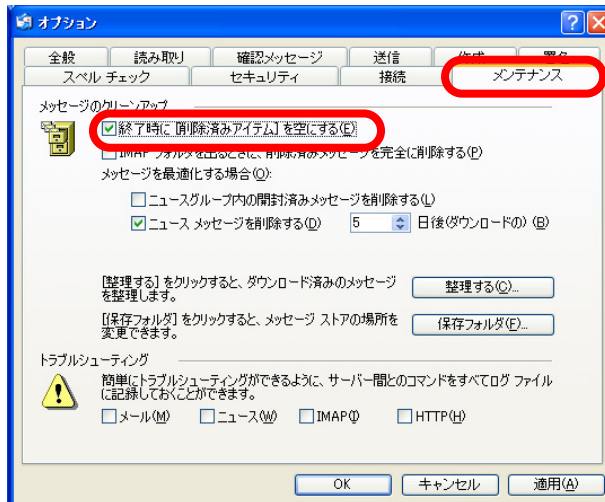 オプション
全般 読み取り 確認メッセージ 送信 作成 署名
スペル チェック セキュリティ 接続 メンテナンス
メッセージのクリーンアップ
終了時に [削除済みアイテム] を空にする(E)
IMAP フォルダを出るときに、削除済みメッセージを完全に削除する(P)
メッセージを最適化する場合(O):
ニュースグループ内の開封済みメッセージを削除する(L)
ニュース メッセージを削除する(D) 5 日後(ダウンロードの) (B)
[整理する] をクリックすると、ダウンロード済みのメッセージ
を整理します。
整理する(C)...
[保存フォルダ] をクリックすると、メッセージ ストアの場所を
変更できます。
保存フォルダ(F)...
トラブルシューティング
簡単にトラブルシューティングができるように、サーバー間とのコマンドをすべてログ ファイル
に記録しておくことができます。
メール(M) ニュース(W) IMAP(I) HTTP(H)
OK キャンセル 適用(A)